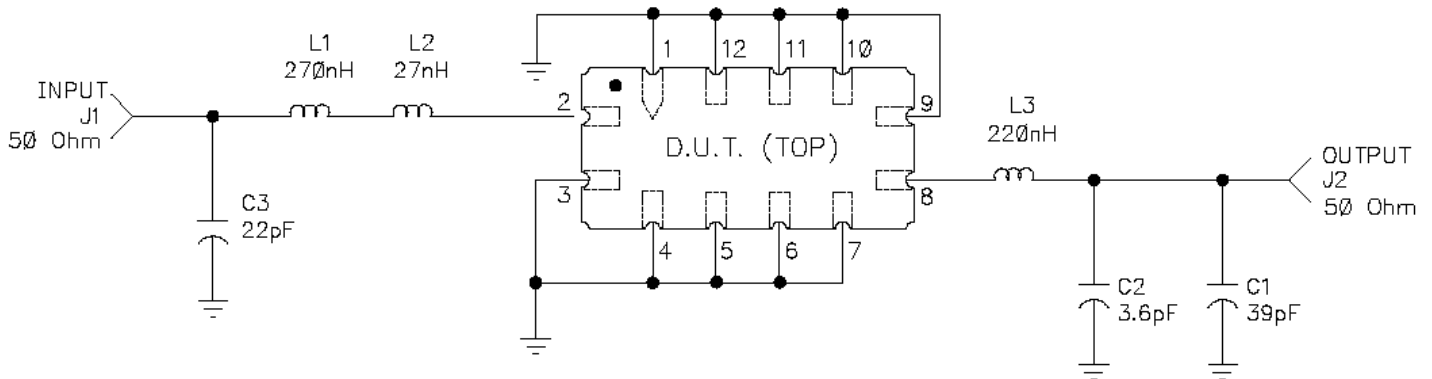 INPUT
J1
5Ø Ohm
L1
27ØnH
L2
27nH
C3
22pF
1
12
11
1Ø
2
9
D.U.T. (TOP)
3
8
4
5
6
7
L3
22ØnH
OUTPUT
J2
5Ø Ohm
C2
3.6pF
C1
39pF